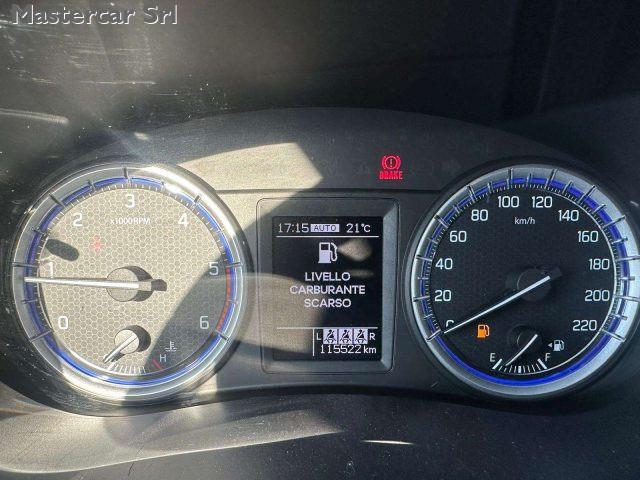 Mastercar Srl
BRAKE
x1000RPM
0 1 2 3 4 5 6
H
17:15 AUTO 21°C
LIVELLO
CARBURANTE
SCARSO
L R
115522 km
km/h
0 20 40 60 80 100 120 140 160 180 200 220
E F